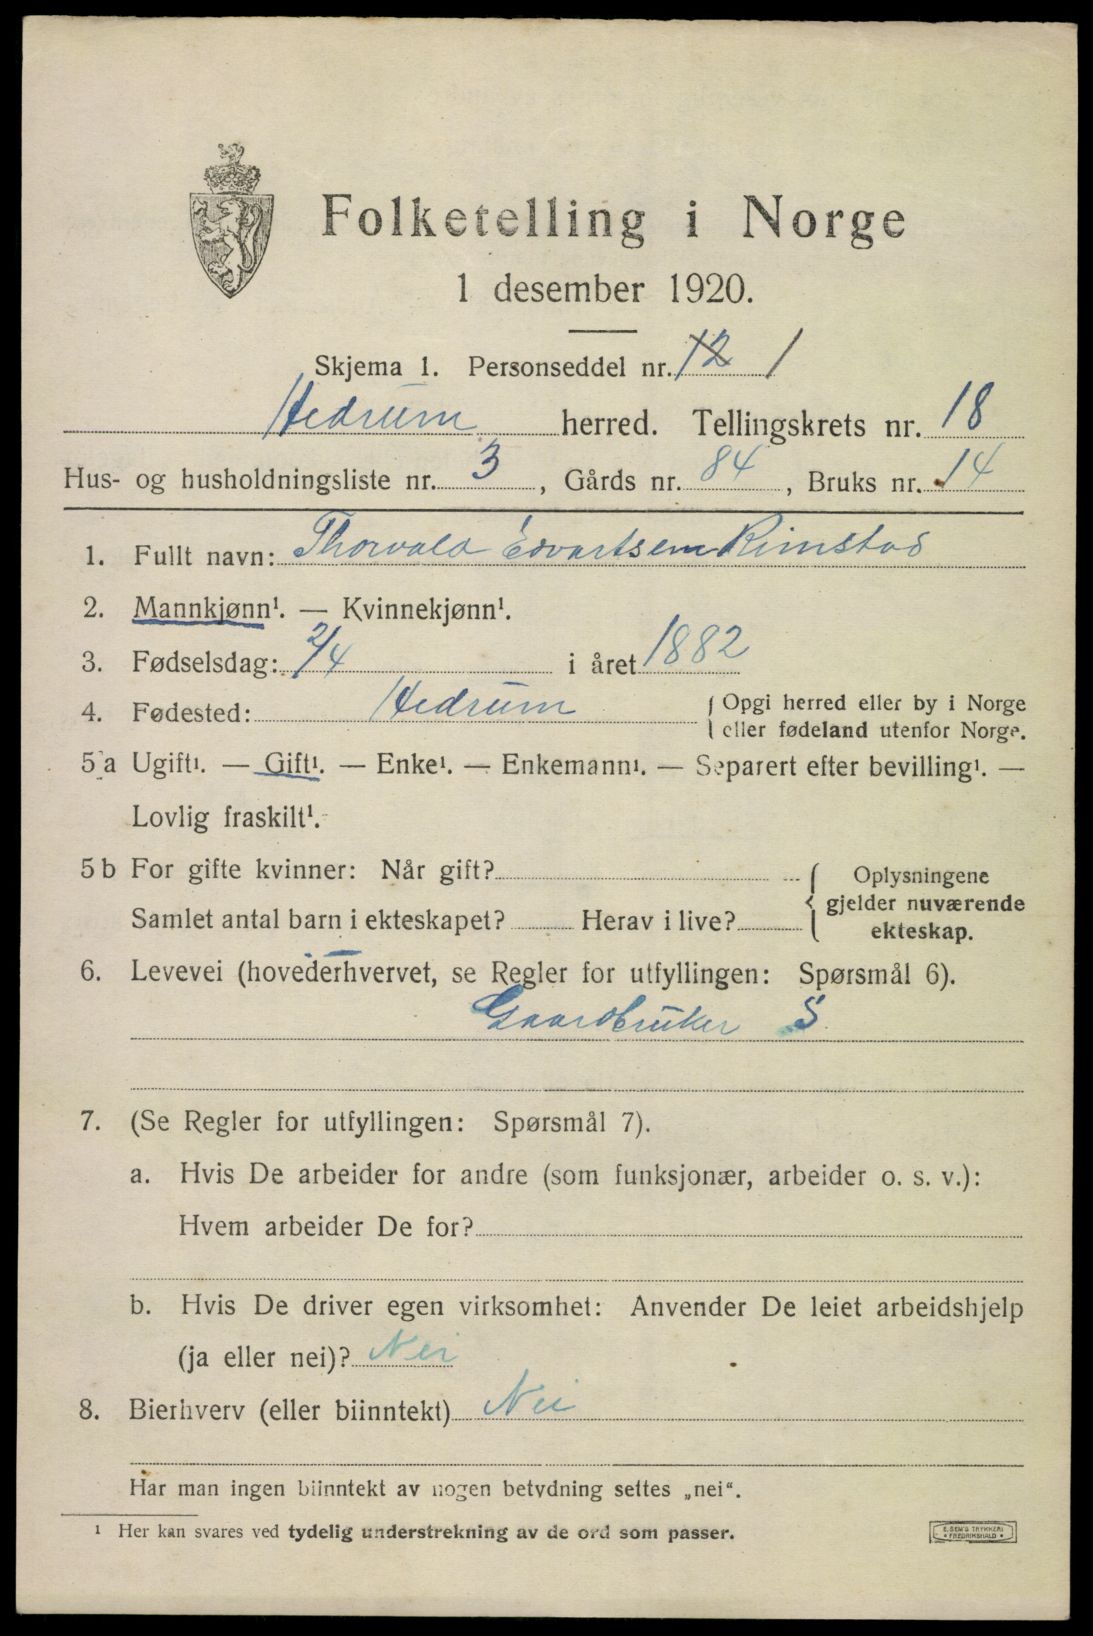 Folketelling i Norge
1 desember 1920.
Skjema 1. Personseddel nr. 12 1
Hedrum herred. Tellingskrets nr. 18
Hus- og husholdningsliste nr. 3, Gårds nr. 84, Bruks nr. 14
1. Fullt navn: Thorvald Edvartsen Rimstad
2. Mannkjønn¹. — Kvinnekjønn¹.
3. Fødselsdag: 2/4 i året 1882
4. Fødested: Hedrum { Opgi herred eller by i Norge
eller fødeland utenfor Norge.
5 a Ugift¹. — Gift¹. — Enke¹. — Enkemann¹. — Separert efter bevilling¹. —
Lovlig fraskilt¹.
5 b For gifte kvinner: Når gift? { Oplysningene
gjelder nuværende
Samlet antal barn i ekteskapet? Herav i live?
ekteskap.
6. Levevei (hovederhvervet, se Regler for utfyllingen: Spørsmål 6).
Gaardbruker S
7. (Se Regler for utfyllingen: Spørsmål 7).
a. Hvis De arbeider for andre (som funksjonær, arbeider o. s. v.):
Hvem arbeider De for?
b. Hvis De driver egen virksomhet: Anvender De leiet arbeidshjelp
(ja eller nei)? Nei
8. Bierhverv (eller biinntekt) Nei
Har man ingen biinntekt av nogen betydning settes „nei“.
¹ Her kan svares ved tydelig understrekning av de ord som passer.
E. SEM'S TRYKKERI
• FREDRIKSHALD •